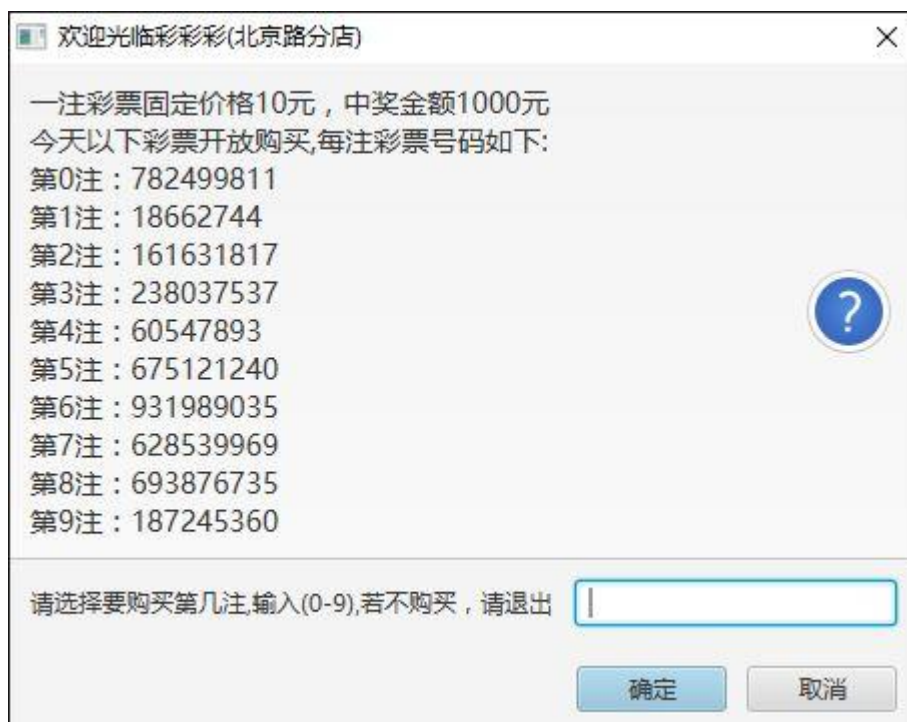 欢迎光临彩彩彩(北京路分店)
一注彩票固定价格10元，中奖金额1000元
今天以下彩票开放购买,每注彩票号码如下:
第0注：782499811
第1注：18662744
第2注：161631817
第3注：238037537
第4注：60547893
第5注：675121240
第6注：931989035
第7注：628539969
第8注：693876735
第9注：187245360
?
请选择要购买第几注,输入(0-9),若不购买，请退出
确定 取消